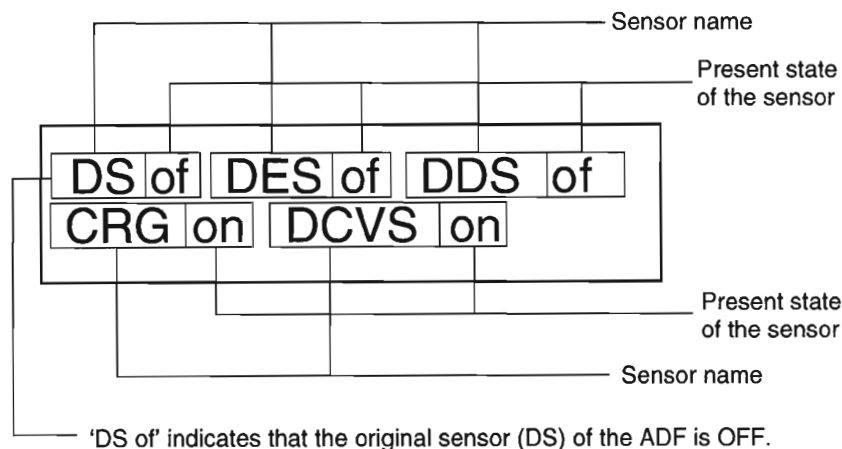 Sensor name
Present state
of the sensor
DS of DES of DDS of
CRG on DCVS on
Present state
of the sensor
Sensor name
‘DS of’ indicates that the original sensor (DS) of the ADF is OFF.